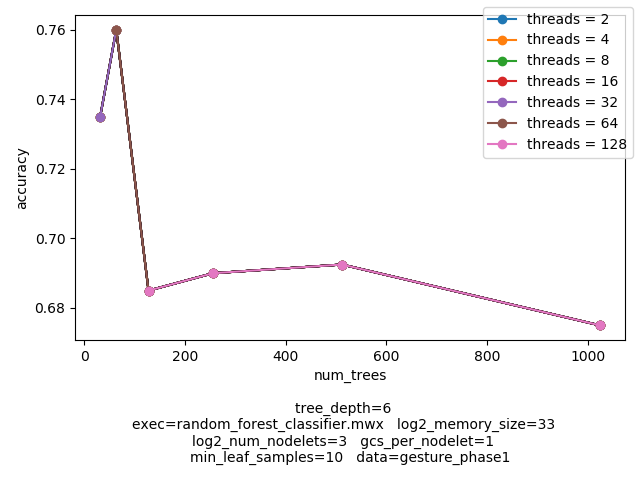 threads = 2
threads = 4
threads = 8
threads = 16
threads = 32
threads = 64
threads = 128
0.76
0.74
0.72
0.70
0.68
accuracy
0 200 400 600 800 1000
num_trees
tree_depth=6
exec=random_forest_classifier.mwx log2_memory_size=33
log2_num_nodelets=3 gcs_per_nodelet=1
min_leaf_samples=10 data=gesture_phase1